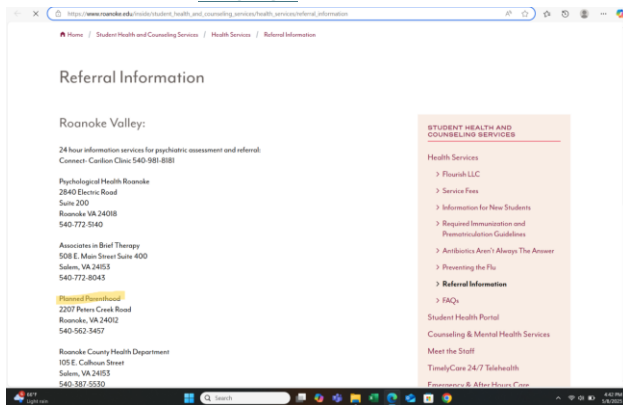 https://www.roanoke.edu/inside/student_health_and_counseling_services/health_services/referral_information
Home / Student Health and Counseling Services / Health Services / Referral Information
Referral Information
Roanoke Valley:
24 hour information services for psychiatric assessment and referral:
Connect- Carilion Clinic 540-981-8181
Psychological Health Roanoke
2840 Electric Road
Suite 200
Roanoke VA 24018
540-772-5140
Associates in Brief Therapy
508 E. Main Street Suite 400
Salem, VA 24153
540-772-8043
Planned Parenthood
2207 Peters Creek Road
Roanoke, VA 24012
540-562-3457
Roanoke County Health Department
105 E. Calhoun Street
Salem, VA 24153
540-387-5530
STUDENT HEALTH AND
COUNSELING SERVICES
Health Services
> Flourish LLC
> Service Fees
> Information for New Students
> Required Immunization and
Prematriculation Guidelines
> Antibiotics Aren't Always The Answer
> Preventing the Flu
> Referral Information
> FAQs
Student Health Portal
Counseling & Mental Health Services
Meet the Staff
TimelyCare 24/7 Telehealth
Emergency & After Hours Care
68°F
Light rain
Search
4:42 PM
5/8/2025